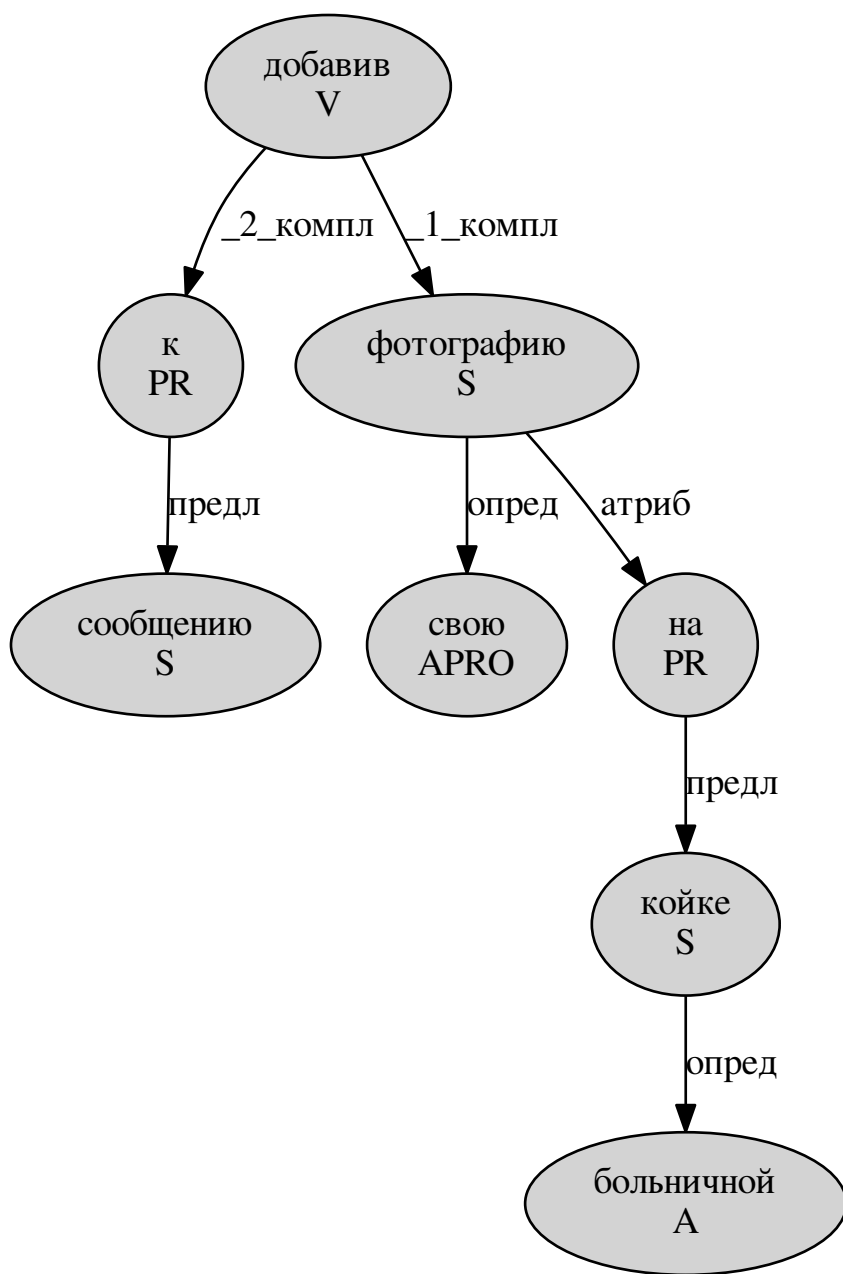 добавив
V
_2_компл
_1_компл
к
PR
фотографию
S
предл
опред
атриб
сообщению
S
свою
APRO
на
PR
предл
койке
S
опред
больничной
A